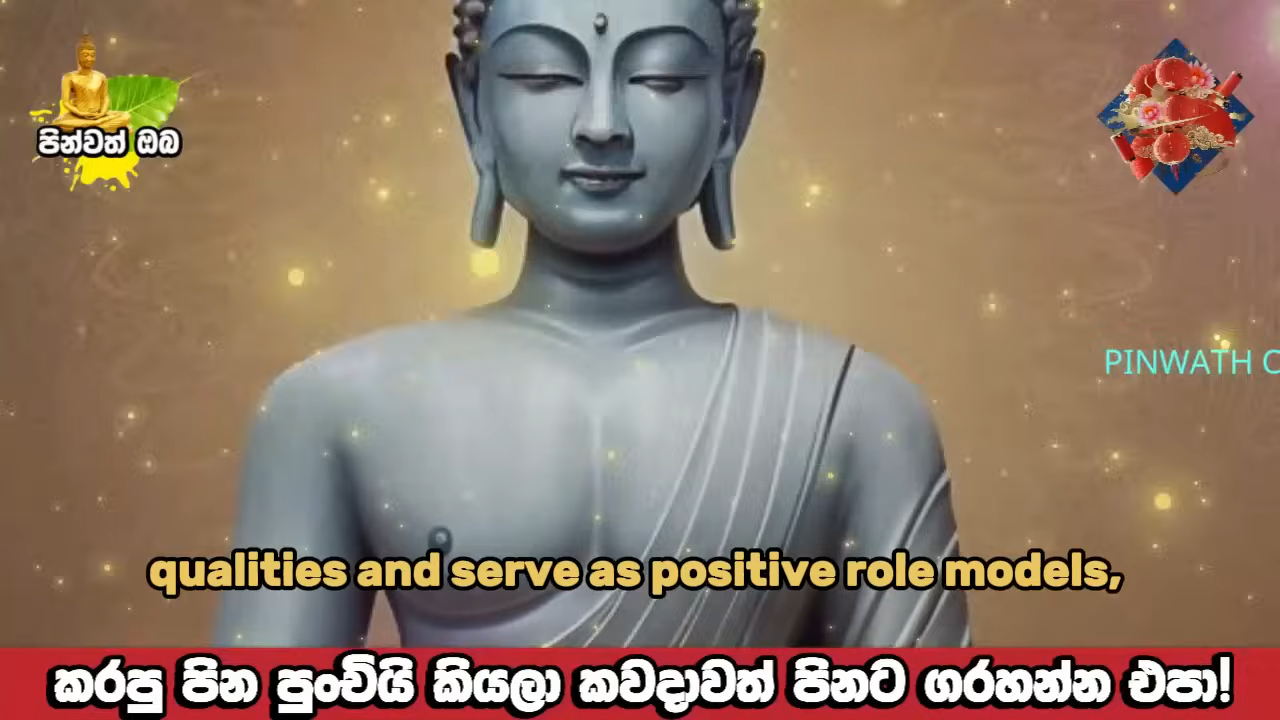 පින්වත් ඔබ
PINWATH
qualities and serve as positive role models,
කරපු පින පුංචියි කියලා කවදාවත් පිනට ගරහන්න එපා!